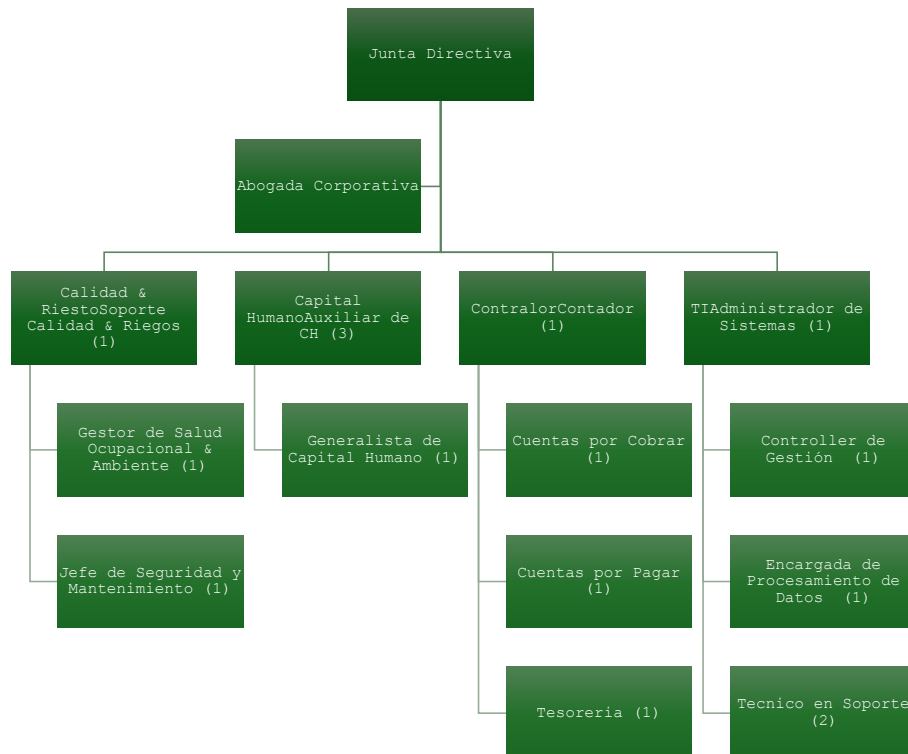 Junta Directiva
Abogada Corporativa
Calidad &
RiestoSoporte
Calidad & Riegos
(1)
Capital
HumanoAuxiliar de
CH (3)
ContralorContador
(1)
TIAdministrador de
Sistemas (1)
Gestor de Salud
Ocupacional &
Ambiente (1)
Generalista de
Capital Humano (1)
Cuentas por Cobrar
(1)
Controller de
Gestión  (1)
Jefe de Seguridad y
Mantenimiento (1)
Cuentas por Pagar
(1)
Encargada de
Procesamiento de
Datos  (1)
Tesoreria (1)
Tecnico en Soporte
(2)